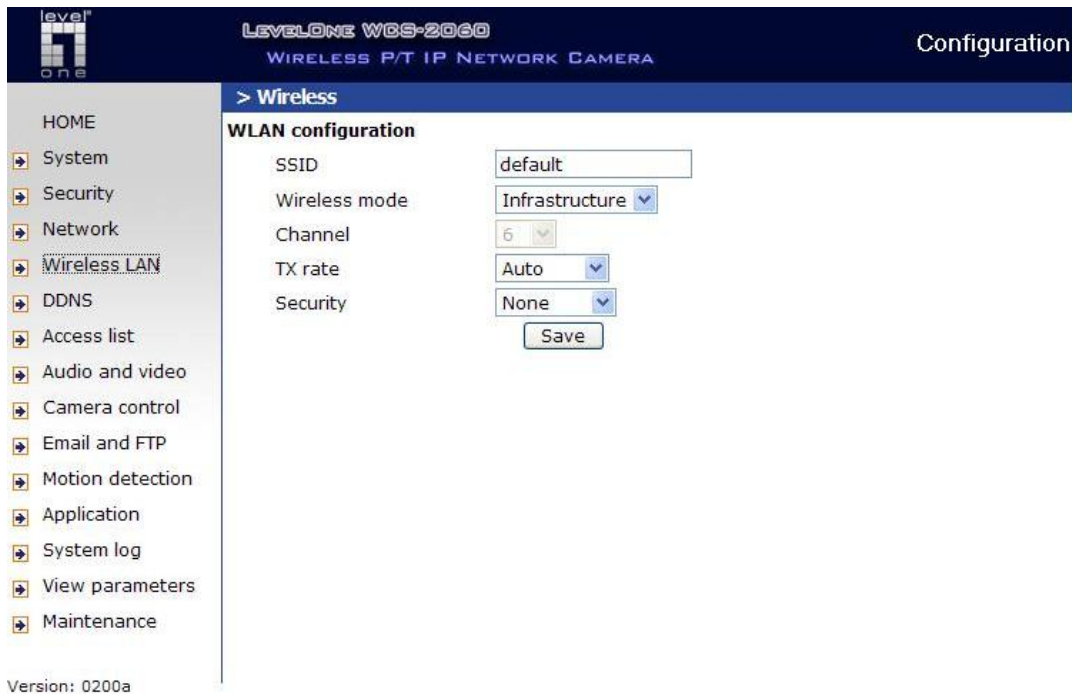 level
one
LevelOne WCS-2060
Wireless P/T IP Network Camera
Configuration
HOME
System
Security
Network
Wireless LAN
DDNS
Access list
Audio and video
Camera control
Email and FTP
Motion detection
Application
System log
View parameters
Maintenance
Version: 0200a
> Wireless
WLAN configuration
SSID default
Wireless mode Infrastructure
Channel 6
TX rate Auto
Security None
Save